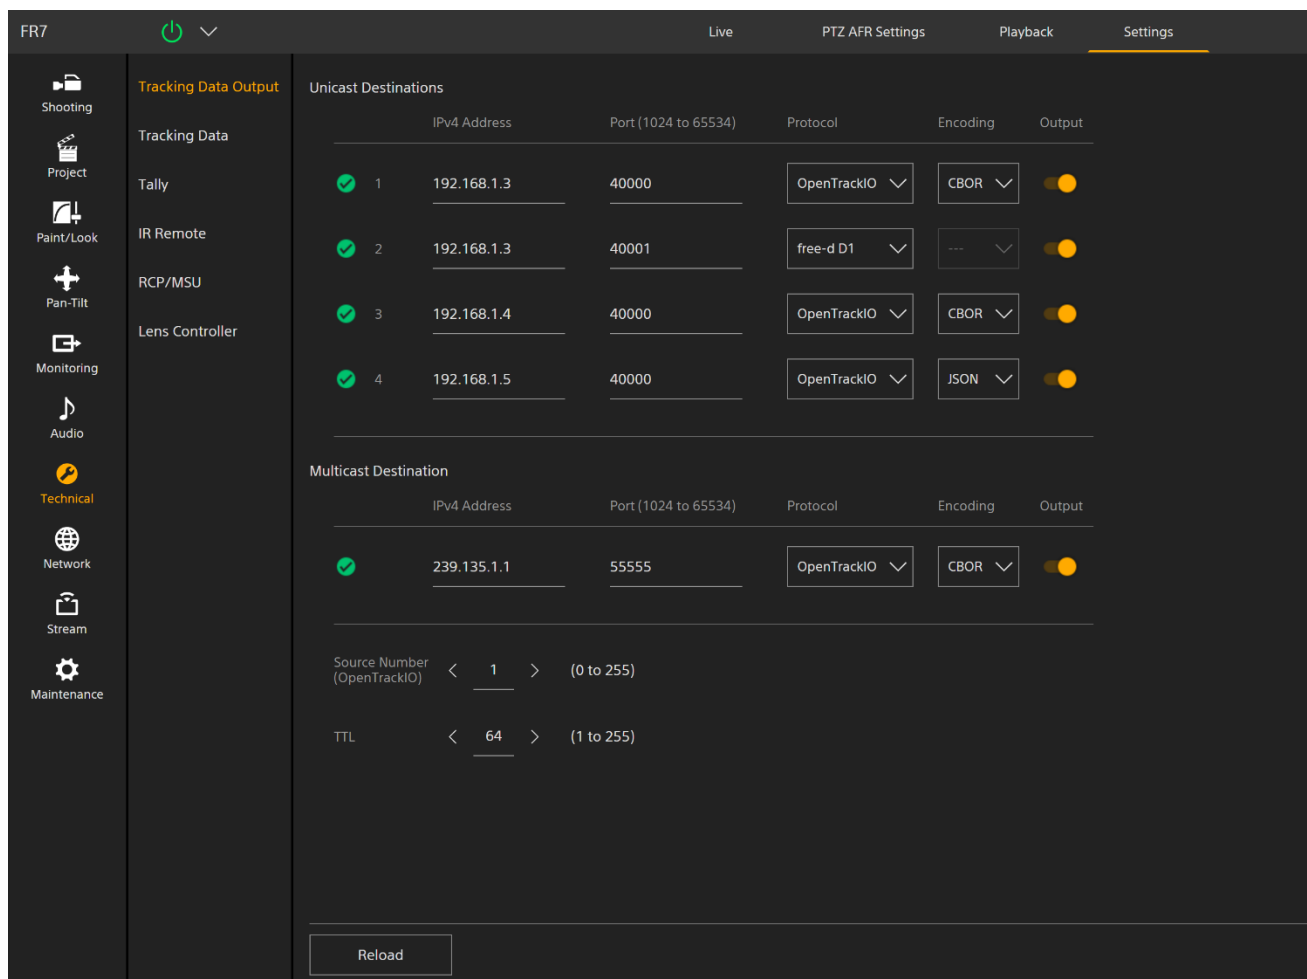 FR7
Live
PTZ AFR Settings
Playback
Settings
Shooting
Project
Paint/Look
Pan-Tilt
Monitoring
Audio
Technical
Network
Stream
Maintenance
Tracking Data Output
Tracking Data
Tally
IR Remote
RCP/MSU
Lens Controller
Unicast Destinations
IPv4 Address Port (1024 to 65534) Protocol Encoding Output
1 192.168.1.3 40000 OpenTrackIO CBOR
2 192.168.1.3 40001 free-d D1 ---
3 192.168.1.4 40000 OpenTrackIO CBOR
4 192.168.1.5 40000 OpenTrackIO JSON
Multicast Destination
IPv4 Address Port (1024 to 65534) Protocol Encoding Output
239.135.1.1 55555 OpenTrackIO CBOR
Source Number
(OpenTrackIO)
1 (0 to 255)
TTL 64 (1 to 255)
Reload